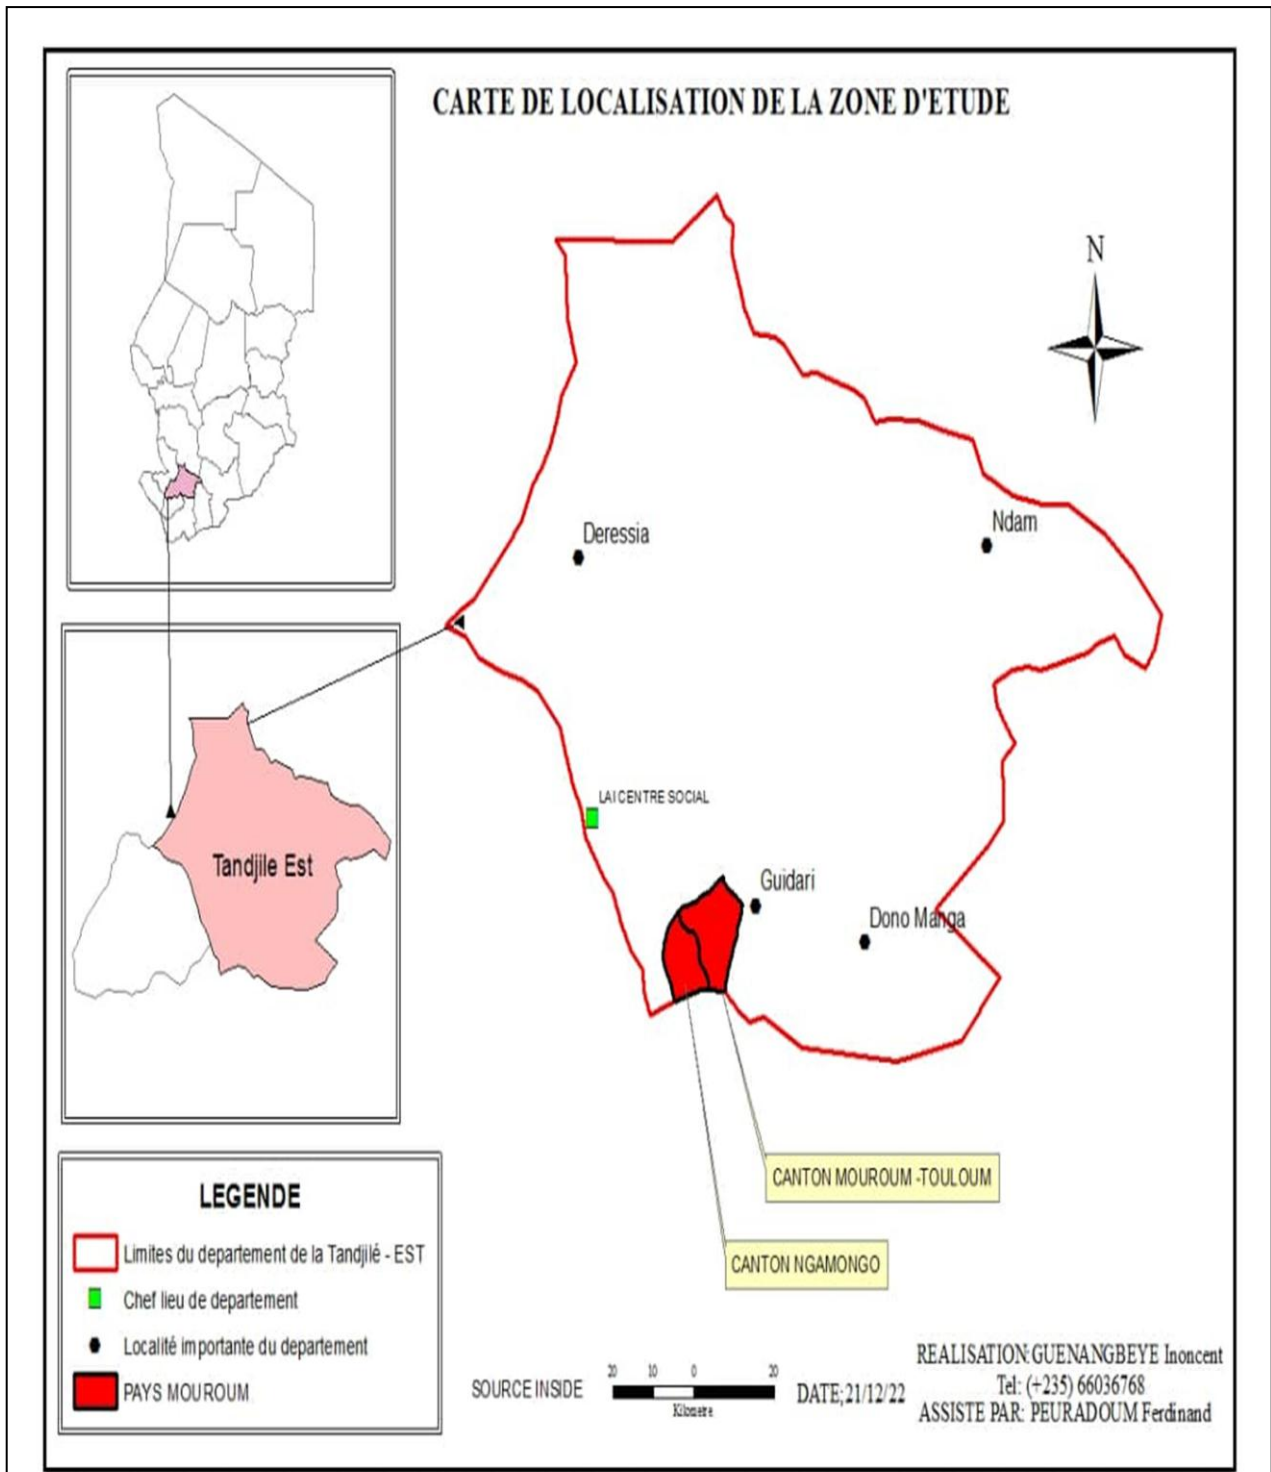 CARTE DE LOCALISATION DE LA ZONE D'ETUDE
N
Deressia
Ndam
LAI CENTRE SOCIAL
Guidari
Dono Manga
Tandjile Est
CANTON MOUROUM -TOULOUM
CANTON NGAMONGO
LEGENDE
Limites du departement de la Tandjilé - EST
Chef lieu de departement
Localité importante du departement
PAYS MOUROUM
SOURCE INSIDE
20 10 0 20
Kilometre
DATE;21/12/22
REALISATION:GUENANGBEYE Inoncent
Tel: (+235) 66036768
ASSISTE PAR: PEURADOUM Ferdinand